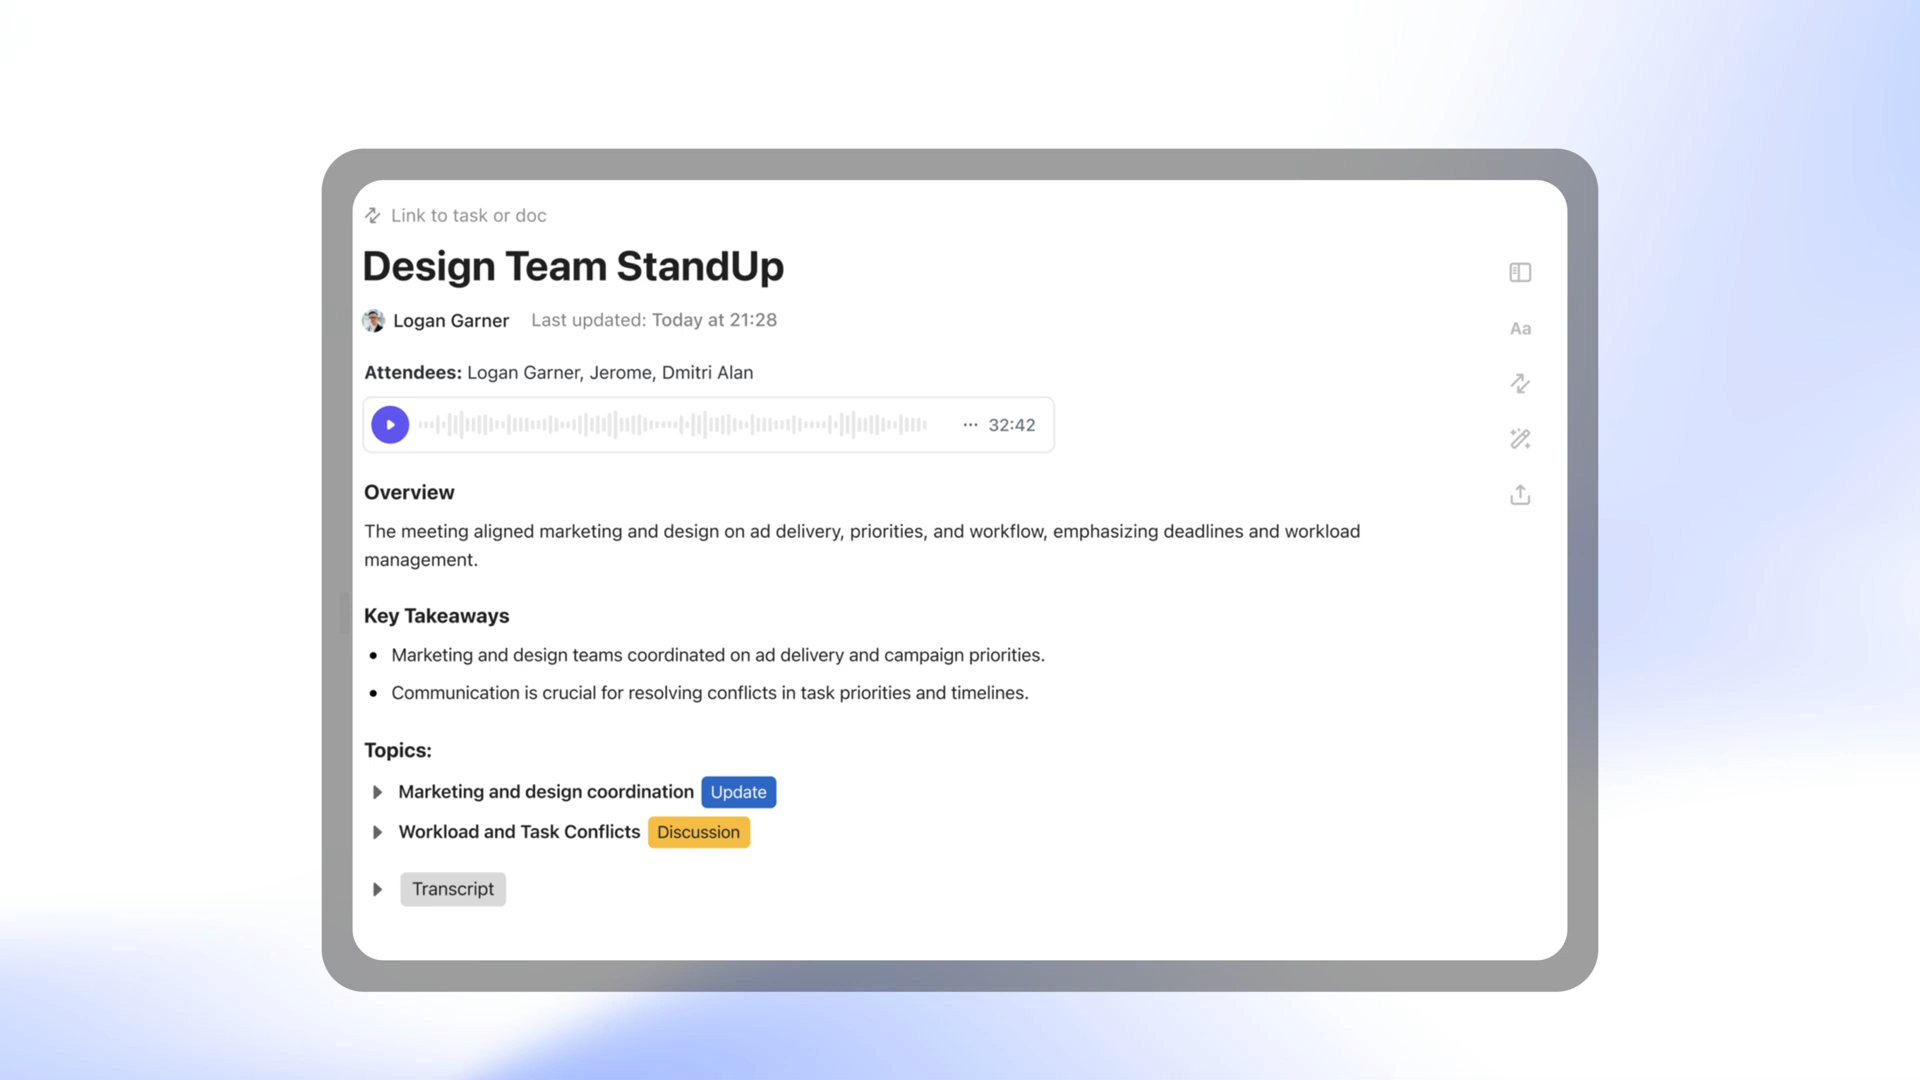 Link to task or doc
Design Team StandUp
Logan Garner Last updated: Today at 21:28
Attendees: Logan Garner, Jerome, Dmitri Alan
32:42
Overview
The meeting aligned marketing and design on ad delivery, priorities, and workflow, emphasizing deadlines and workload
management.
Key Takeaways
• Marketing and design teams coordinated on ad delivery and campaign priorities.
• Communication is crucial for resolving conflicts in task priorities and timelines.
Topics:
Marketing and design coordination Update
Workload and Task Conflicts Discussion
Transcript
Aa